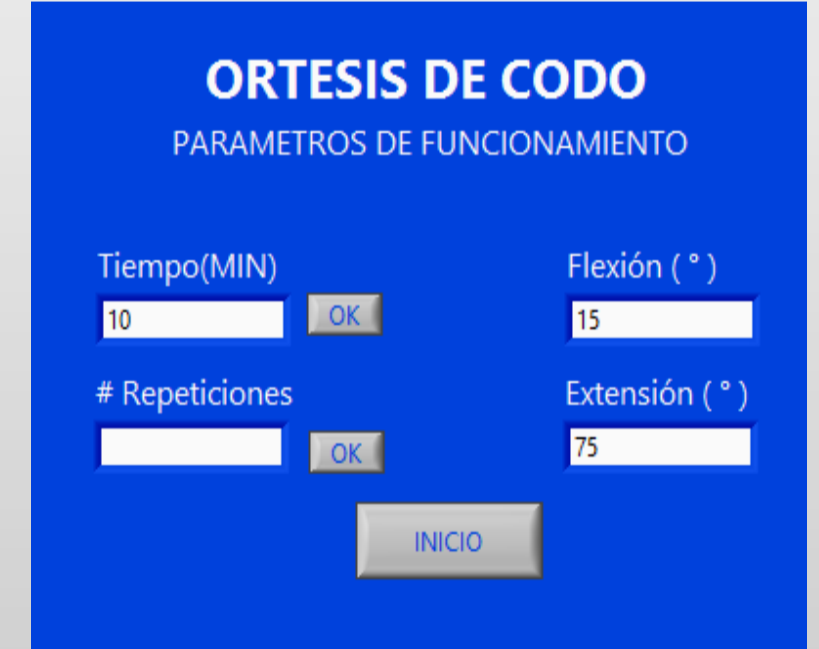 ORTESIS DE CODO
PARAMETROS DE FUNCIONAMIENTO
Tiempo(MIN)
10
OK
# Repeticiones
OK
Flexión ( ° )
15
Extensión ( ° )
75
INICIO